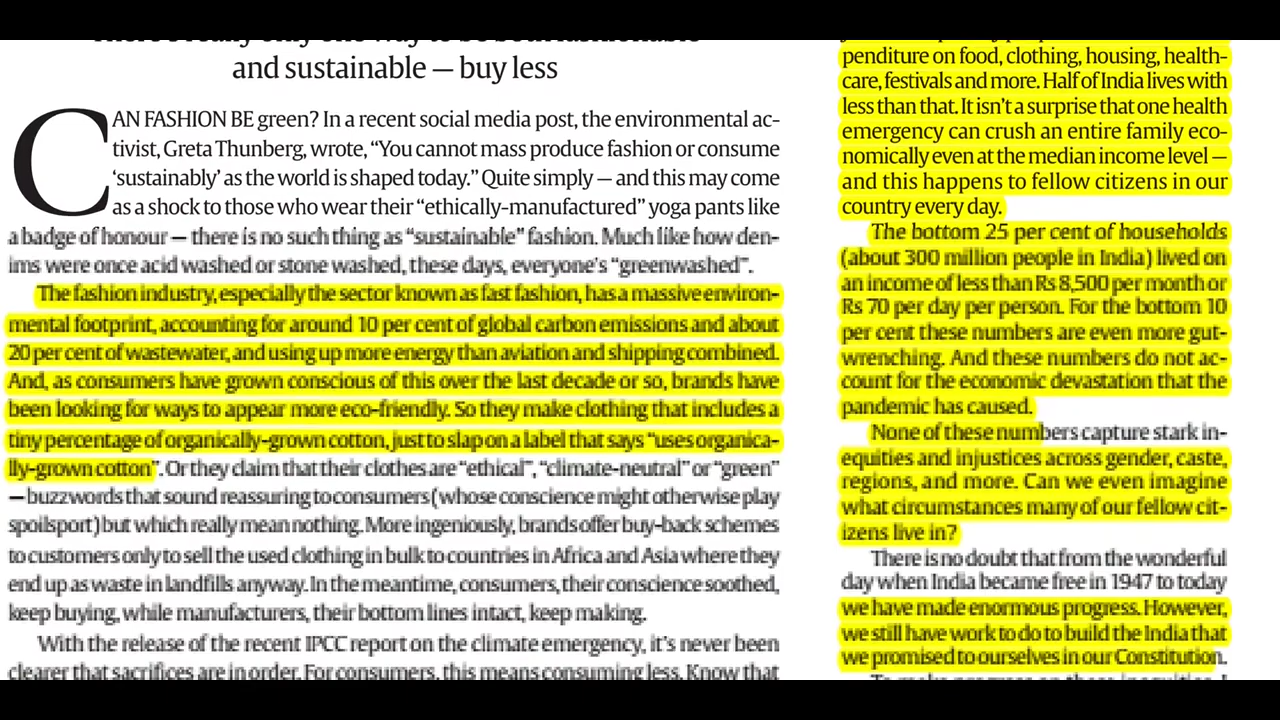 and sustainable — buy less
CAN FASHION BE green? In a recent social media post, the environmental ac-
tivist, Greta Thunberg, wrote, “You cannot mass produce fashion or consume
‘sustainably’ as the world is shaped today.” Quite simply — and this may come
as a shock to those who wear their “ethically-manufactured” yoga pants like
a badge of honour — there is no such thing as “sustainable” fashion. Much like how den-
ims were once acid washed or stone washed, these days, everyone’s “greenwashed”.
The fashion industry, especially the sector known as fast fashion, has a massive environ-
mental footprint, accounting for around 10 per cent of global carbon emissions and about
20 per cent of wastewater, and using up more energy than aviation and shipping combined.
And, as consumers have grown conscious of this over the last decade or so, brands have
been looking for ways to appear more eco-friendly. So they make clothing that includes a
tiny percentage of organically-grown cotton, just to slap on a label that says “uses organica-
lly-grown cotton”. Or they claim that their clothes are “ethical”, “climate-neutral” or “green”
— buzzwords that sound reassuring to consumers (whose conscience might otherwise play
spoilsport) but which really mean nothing. More ingeniously, brands offer buy-back schemes
to customers only to sell the used clothing in bulk to countries in Africa and Asia where they
end up as waste in landfills anyway. In the meantime, consumers, their conscience soothed,
keep buying, while manufacturers, their bottom lines intact, keep making.
With the release of the recent IPCC report on the climate emergency, it’s never been
clearer that sacrifices are in order. For consumers, this means consuming less. Know that
penditure on food, clothing, housing, health-
care, festivals and more. Half of India lives with
less than that. It isn’t a surprise that one health
emergency can crush an entire family eco-
nomically even at the median income level —
and this happens to fellow citizens in our
country every day.
The bottom 25 per cent of households
(about 300 million people in India) lived on
an income of less than Rs 8,500 per month or
Rs 70 per day per person. For the bottom 10
per cent these numbers are even more gut-
wrenching. And these numbers do not ac-
count for the economic devastation that the
pandemic has caused.
None of these numbers capture stark in-
equities and injustices across gender, caste,
regions, and more. Can we even imagine
what circumstances many of our fellow cit-
izens live in?
There is no doubt that from the wonderful
day when India became free in 1947 to today
we have made enormous progress. However,
we still have work to do to build the India that
we promised to ourselves in our Constitution.